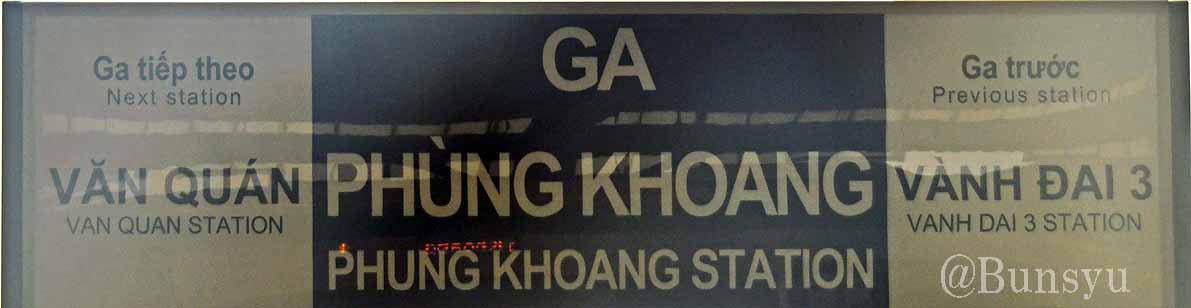 Ga tiếp theo
Next station
VĂN QUÁN
VAN QUAN STATION
GA
PHÙNG KHOANG
PHUNG KHOANG STATION
Ga trước
Previous station
VÀNH ĐAI 3
VANH DAI 3 STATION
@Bunsyu